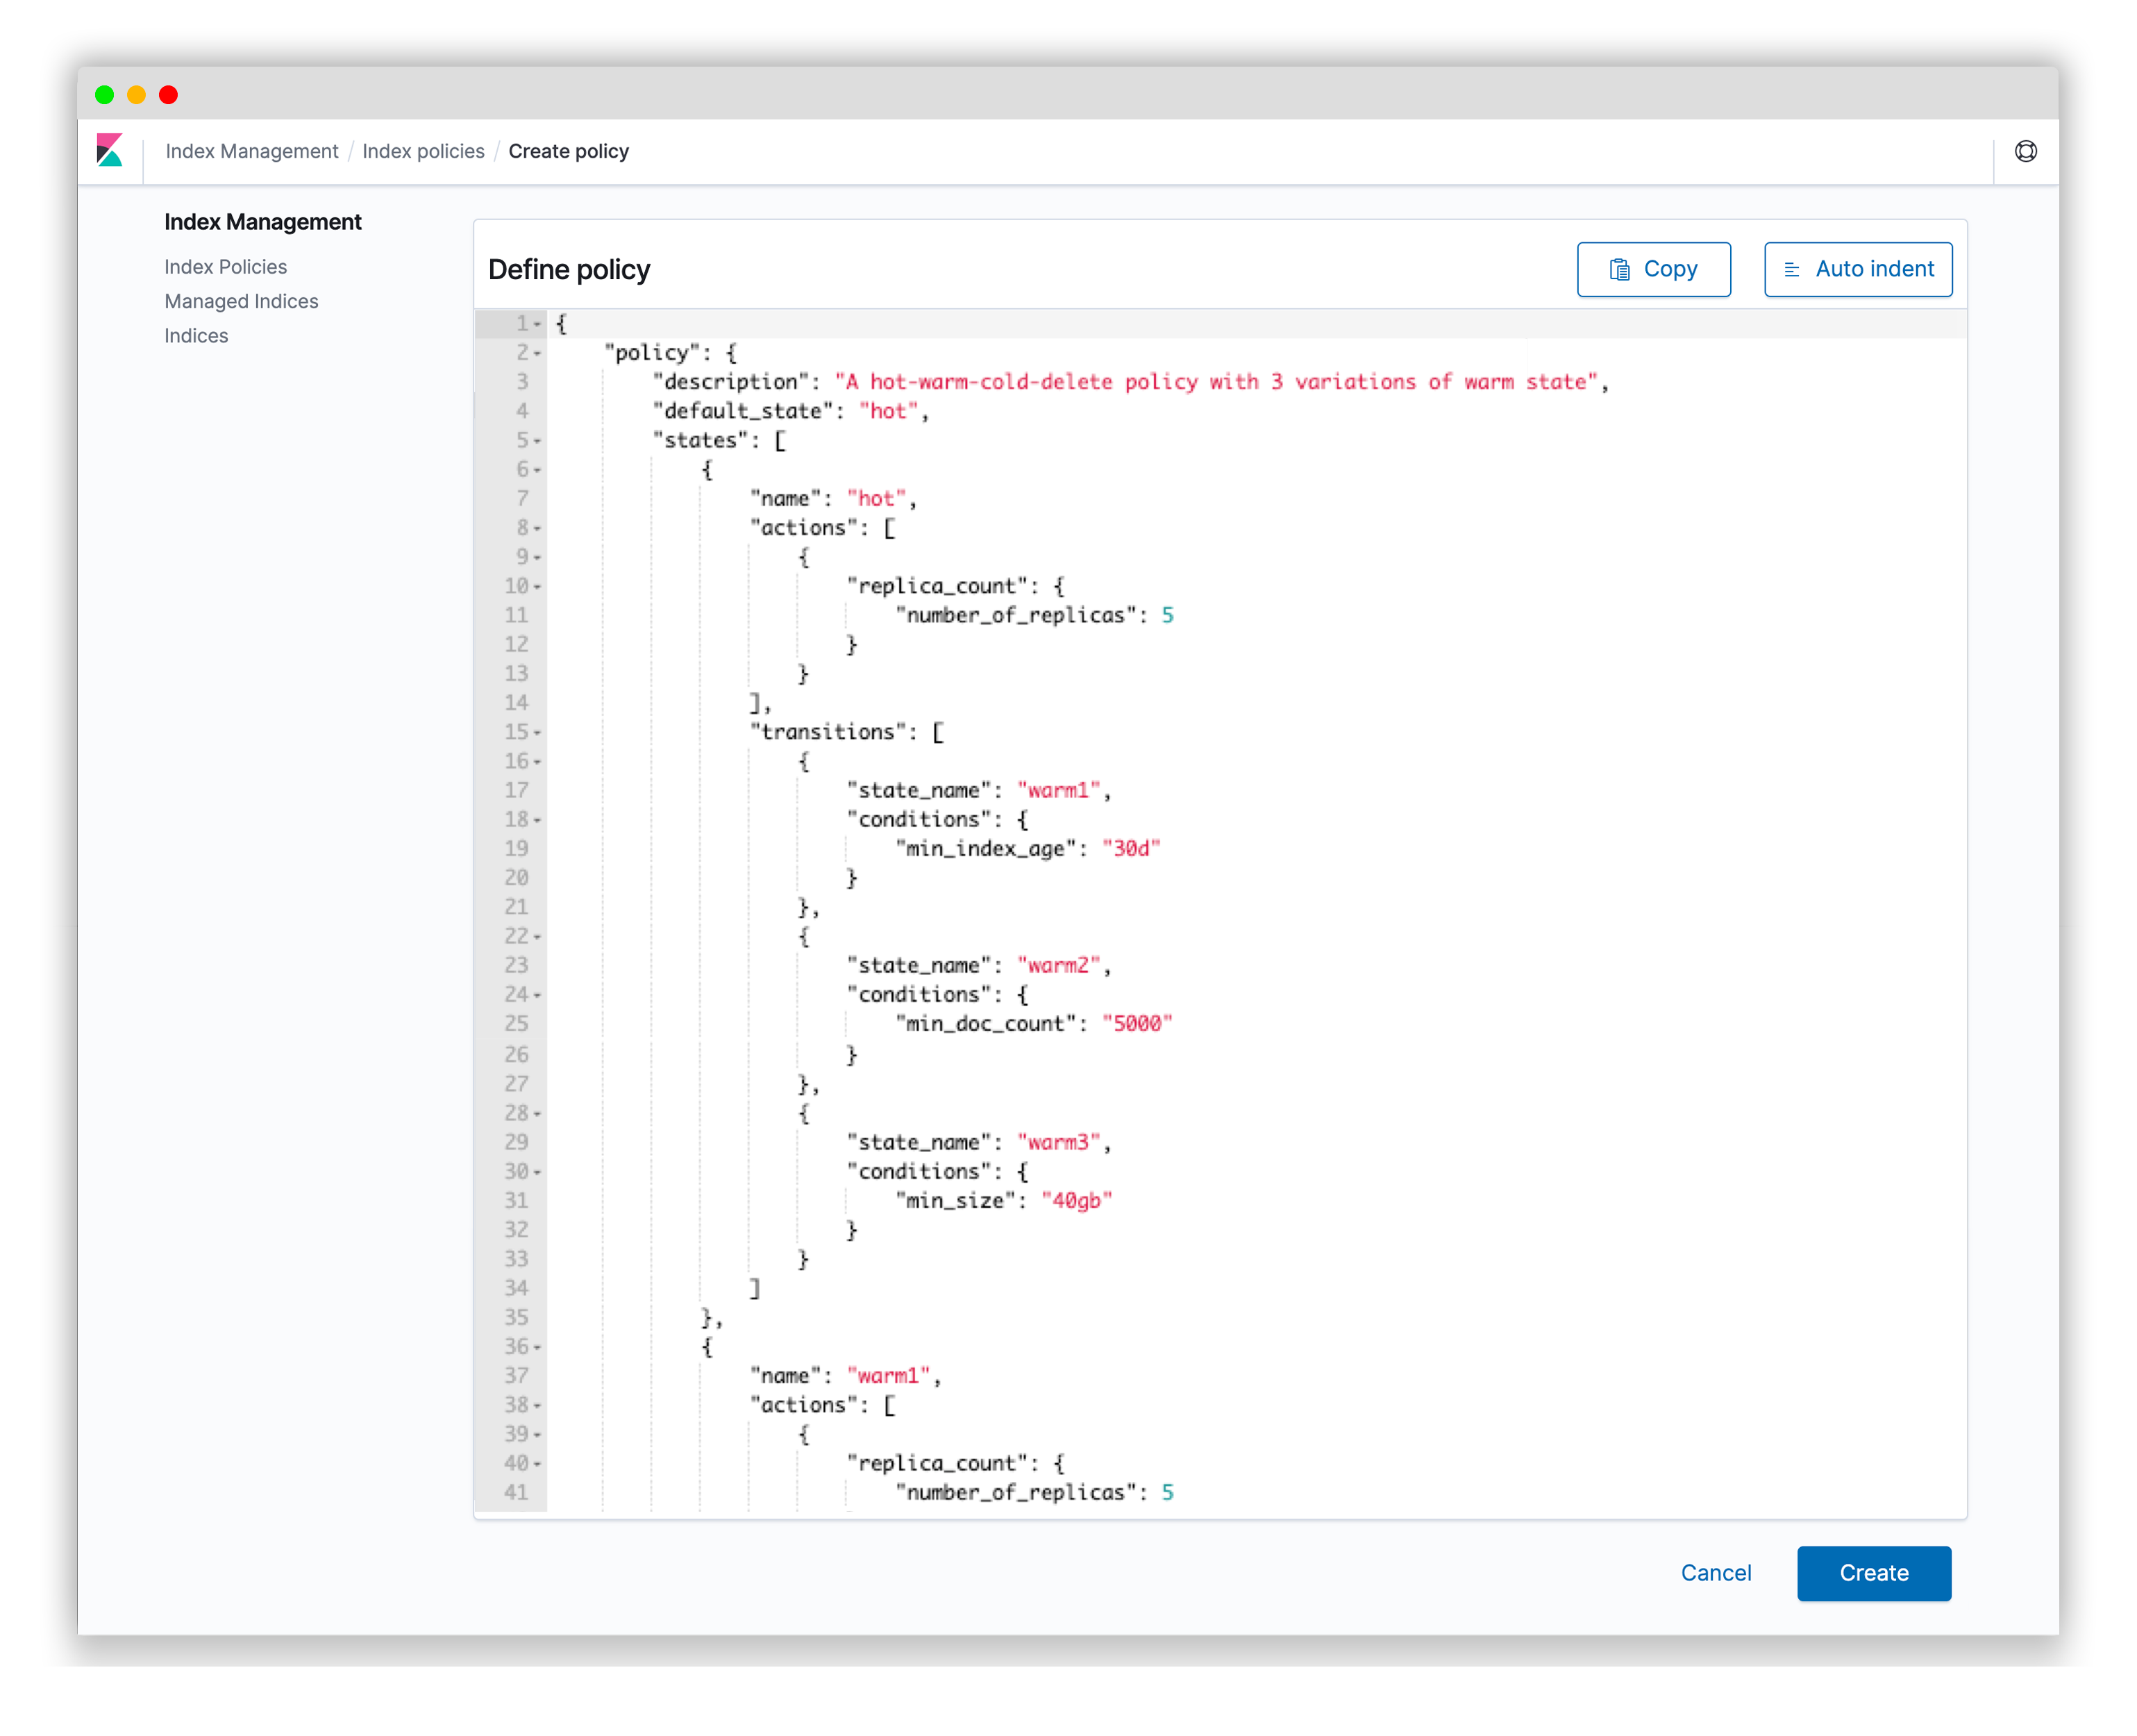 Index Management / Index policies / Create policy
Index Management
Index Policies
Managed Indices
Indices
Define policy
Copy
Auto indent
1 {
2 "policy": {
3 "description": "A hot-warm-cold-delete policy with 3 variations of warm state",
4 "default_state": "hot",
5 "states": [
6 {
7 "name": "hot",
8 "actions": [
9 {
10 "replica_count": {
11 "number_of_replicas": 5
12 }
13 }
14 ],
15 "transitions": [
16 {
17 "state_name": "warm1",
18 "conditions": {
19 "min_index_age": "30d"
20 }
21 },
22 {
23 "state_name": "warm2",
24 "conditions": {
25 "min_doc_count": "5000"
26 }
27 },
28 {
29 "state_name": "warm3",
30 "conditions": {
31 "min_size": "40gb"
32 }
33 }
34 ]
35 },
36 {
37 "name": "warm1",
38 "actions": [
39 {
40 "replica_count": {
41 "number_of_replicas": 5
Cancel
Create